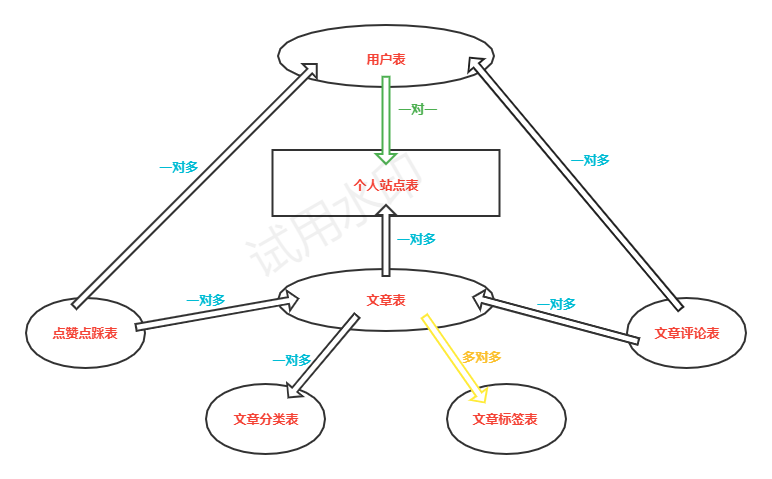 用户表
一对一
一对多
一对多
个人站点表
试用水印
一对多
文章表
一对多
一对多
点赞点踩表
文章评论表
一对多
多对多
文章分类表
文章标签表